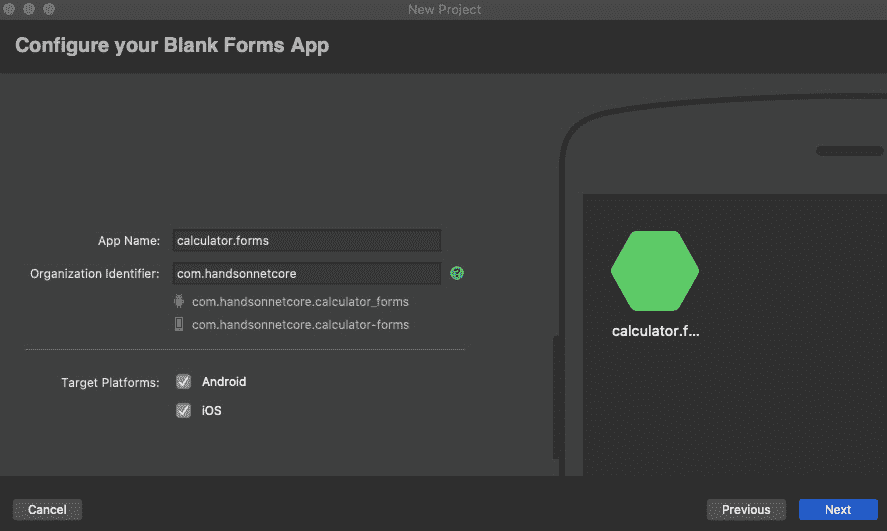 New Project
Configure your Blank Forms App
App Name: calculator.forms
Organization Identifier: com.handsonnetcore
com.handsonnetcore.calculator_forms
com.handsonnetcore.calculator-forms
calculator.f...
Target Platforms: Android
iOS
Cancel Previous Next